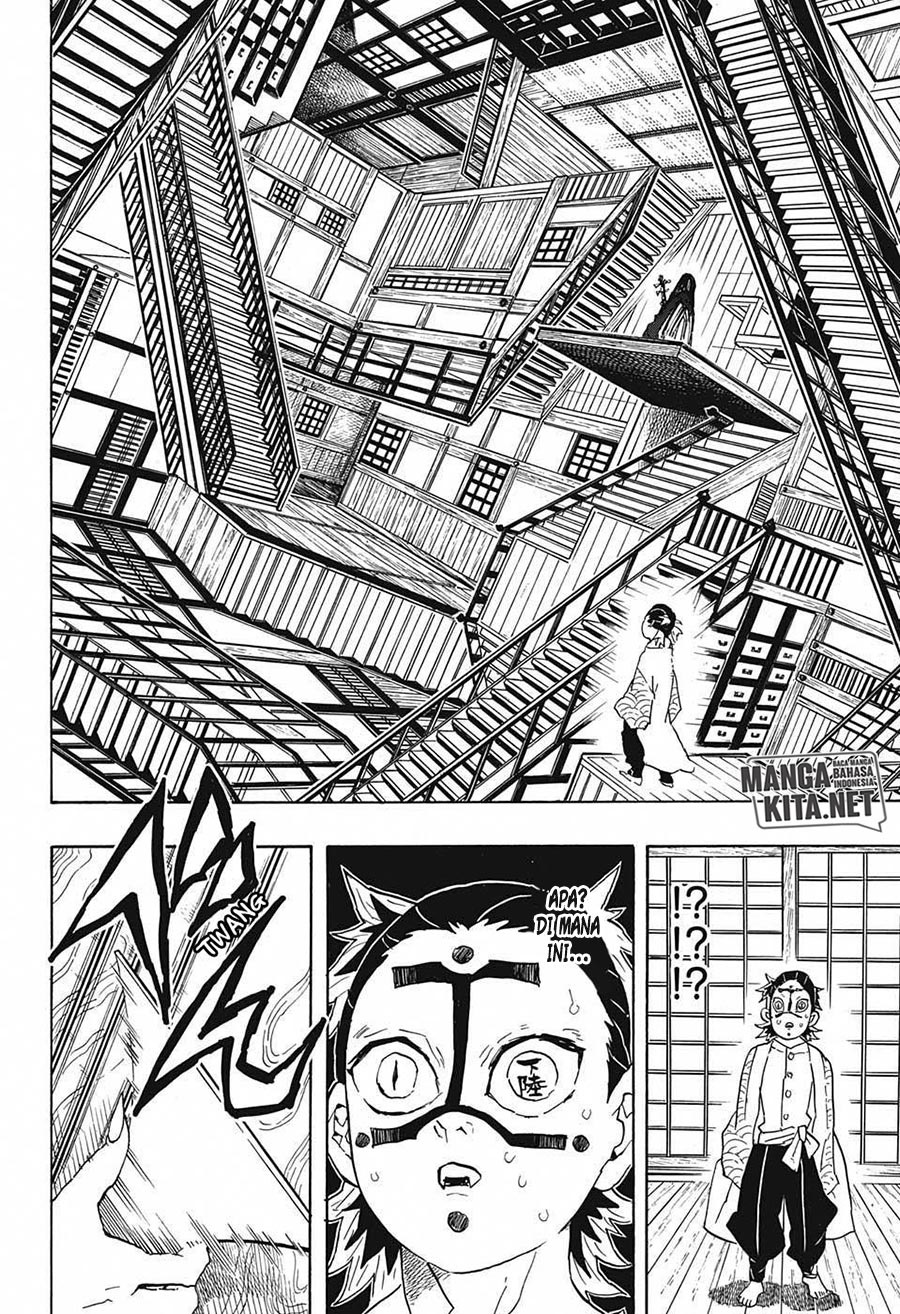 MANGA
BACA MANGA
BAHASA
INDONESIA
KITA.NET
!?
!?
!?
APA?
DI MANA
INI...
下陸
TWANG